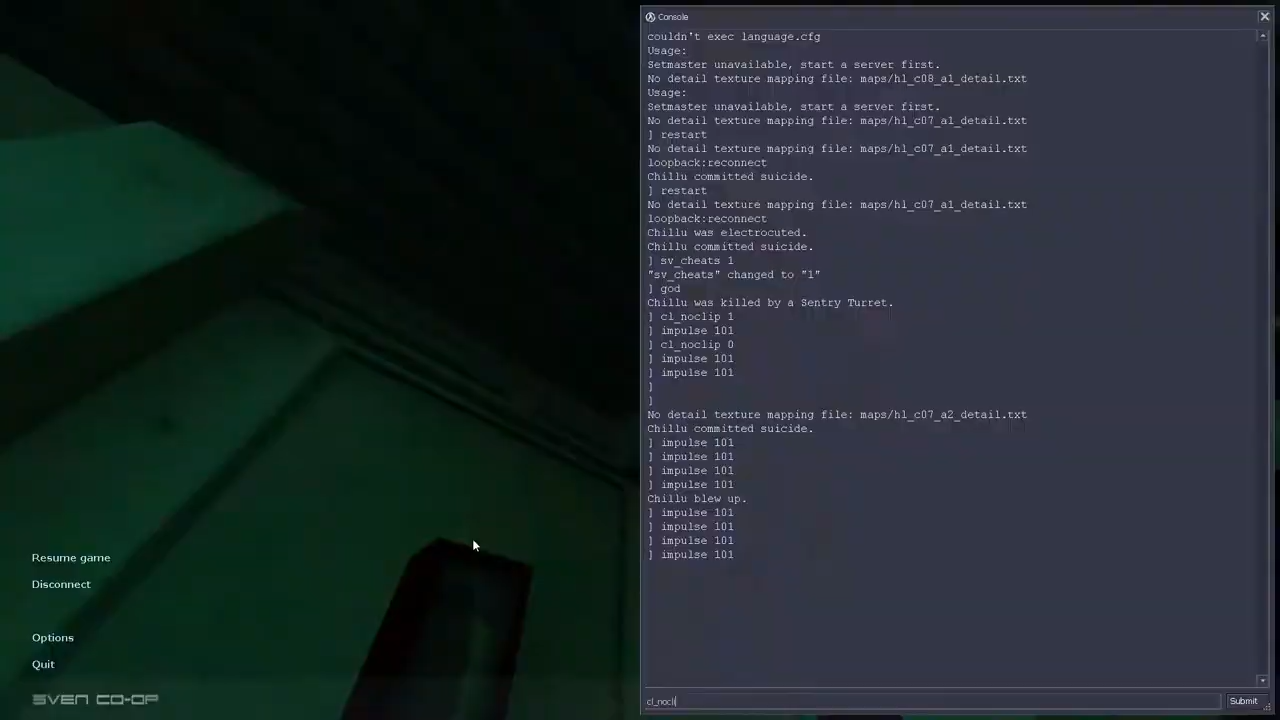 Console
couldn't exec language.cfg
Usage:
Setmaster unavailable, start a server first.
No detail texture mapping file: maps/hl_c08_a1_detail.txt
Usage:
Setmaster unavailable, start a server first.
No detail texture mapping file: maps/hl_c07_a1_detail.txt
] restart
No detail texture mapping file: maps/hl_c07_a1_detail.txt
loopback:reconnect
Chillu committed suicide.
] restart
No detail texture mapping file: maps/hl_c07_a1_detail.txt
loopback:reconnect
Chillu was electrocuted.
Chillu committed suicide.
] sv_cheats 1
"sv_cheats" changed to "1"
] god
Chillu was killed by a Sentry Turret.
] cl_noclip 1
] impulse 101
] cl_noclip 0
] impulse 101
] impulse 101
]
]
No detail texture mapping file: maps/hl_c07_a2_detail.txt
Chillu committed suicide.
] impulse 101
] impulse 101
] impulse 101
] impulse 101
Chillu blew up.
] impulse 101
] impulse 101
] impulse 101
] impulse 101
cl_nocli
Submit
Resume game
Disconnect
Options
Quit
SVEN CO-OP